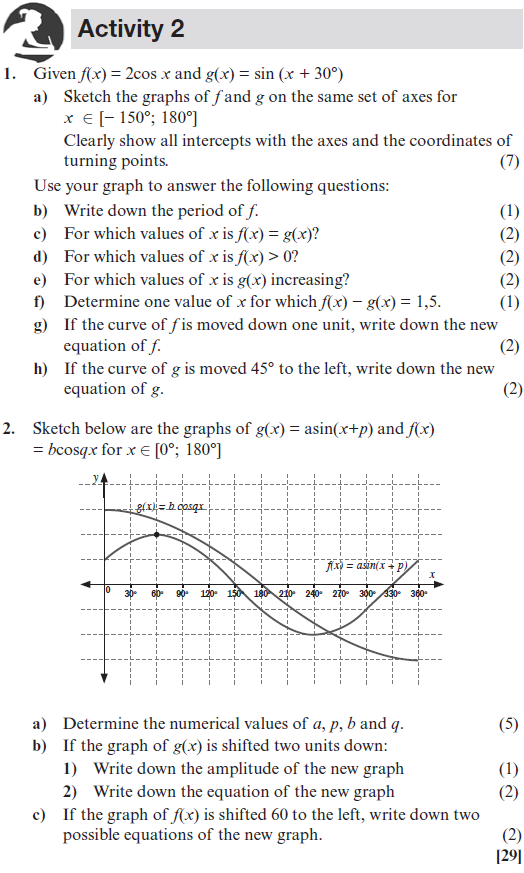 Activity 2
1. Given f(x) = 2cos x and g(x) = sin (x + 30°)
a) Sketch the graphs of f and g on the same set of axes for
x ∈ [– 150°; 180°]
Clearly show all intercepts with the axes and the coordinates of
turning points. (7)
Use your graph to answer the following questions:
b) Write down the period of f. (1)
c) For which values of x is f(x) = g(x)? (2)
d) For which values of x is f(x) > 0? (2)
e) For which values of x is g(x) increasing? (2)
f) Determine one value of x for which f(x) – g(x) = 1,5. (1)
g) If the curve of f is moved down one unit, write down the new
equation of f. (2)
h) If the curve of g is moved 45° to the left, write down the new
equation of g. (2)
2. Sketch below are the graphs of g(x) = asin(x+p) and f(x)
= bcosqx for x ∈ [0°; 180°]
y
g(x) = b cosqx
f(x) = asin(x + p)
x
0 30° 60° 90° 120° 150° 180° 210° 240° 270° 300° 330° 360°
a) Determine the numerical values of a, p, b and q. (5)
b) If the graph of g(x) is shifted two units down:
1) Write down the amplitude of the new graph (1)
2) Write down the equation of the new graph (2)
c) If the graph of f(x) is shifted 60 to the left, write down two
possible equations of the new graph. (2)
[29]